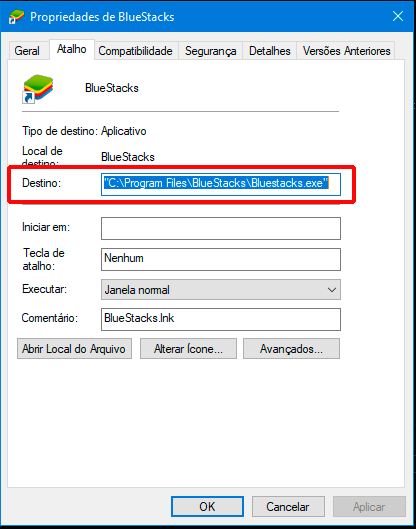 Propriedades de BlueStacks
Geral Atalho Compatibilidade Segurança Detalhes Versões Anteriores
BlueStacks
Tipo de destino: Aplicativo
Local de destino: BlueStacks
Destino: "C:\Program Files\BlueStacks\Bluestacks.exe"
Iniciar em:
Tecla de atalho: Nenhum
Executar: Janela normal
Comentário: BlueStacks.lnk
Abrir Local do Arquivo Alterar Ícone... Avançados...
OK Cancelar Aplicar